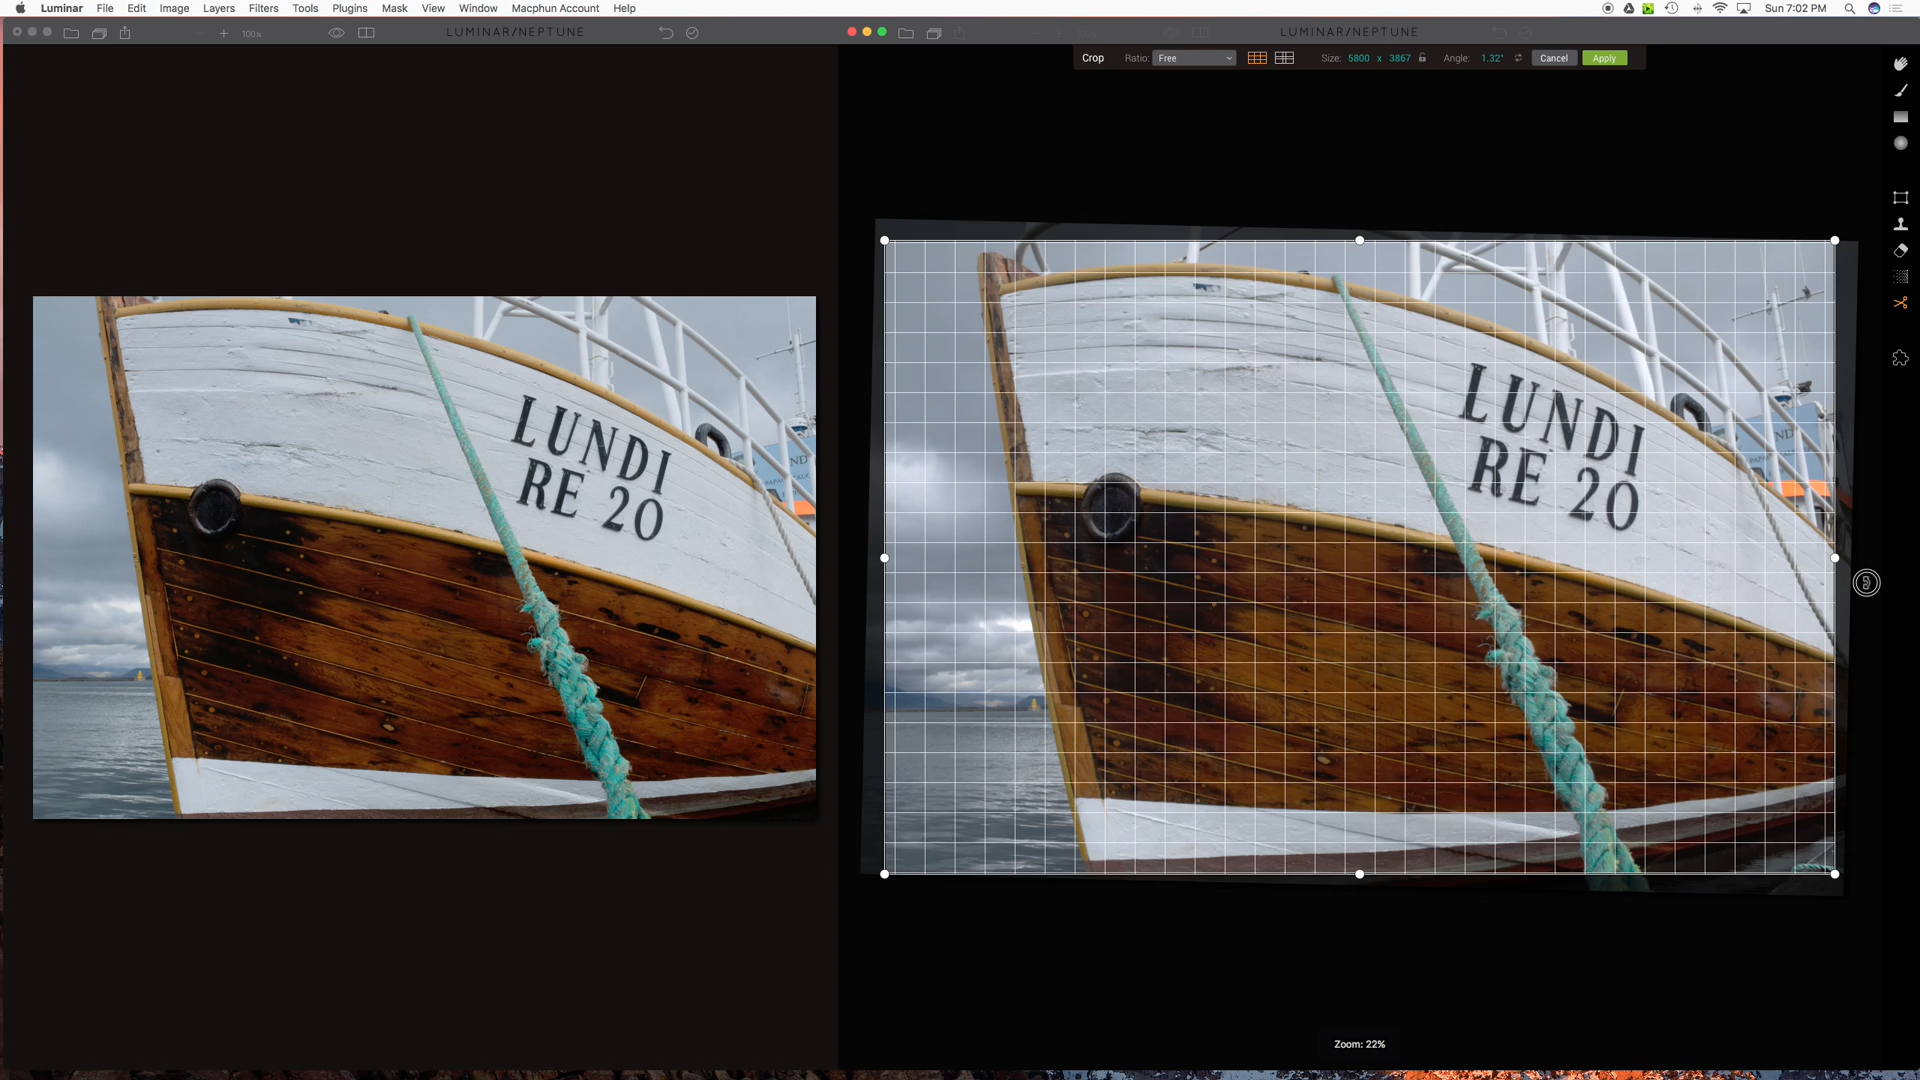 Luminar File Edit Image Layers Filters Tools Plugins Mask View Window Macphun Account Help Sun 7:02 PM
100% LUMINAR/NEPTUNE
LUMINAR/NEPTUNE
Crop Ratio: Free Size: 5800 x 3867 Angle: 1.32° Cancel Apply
LUNDI
RE 20
LUNDI
RE 20
ND
Zoom: 22%